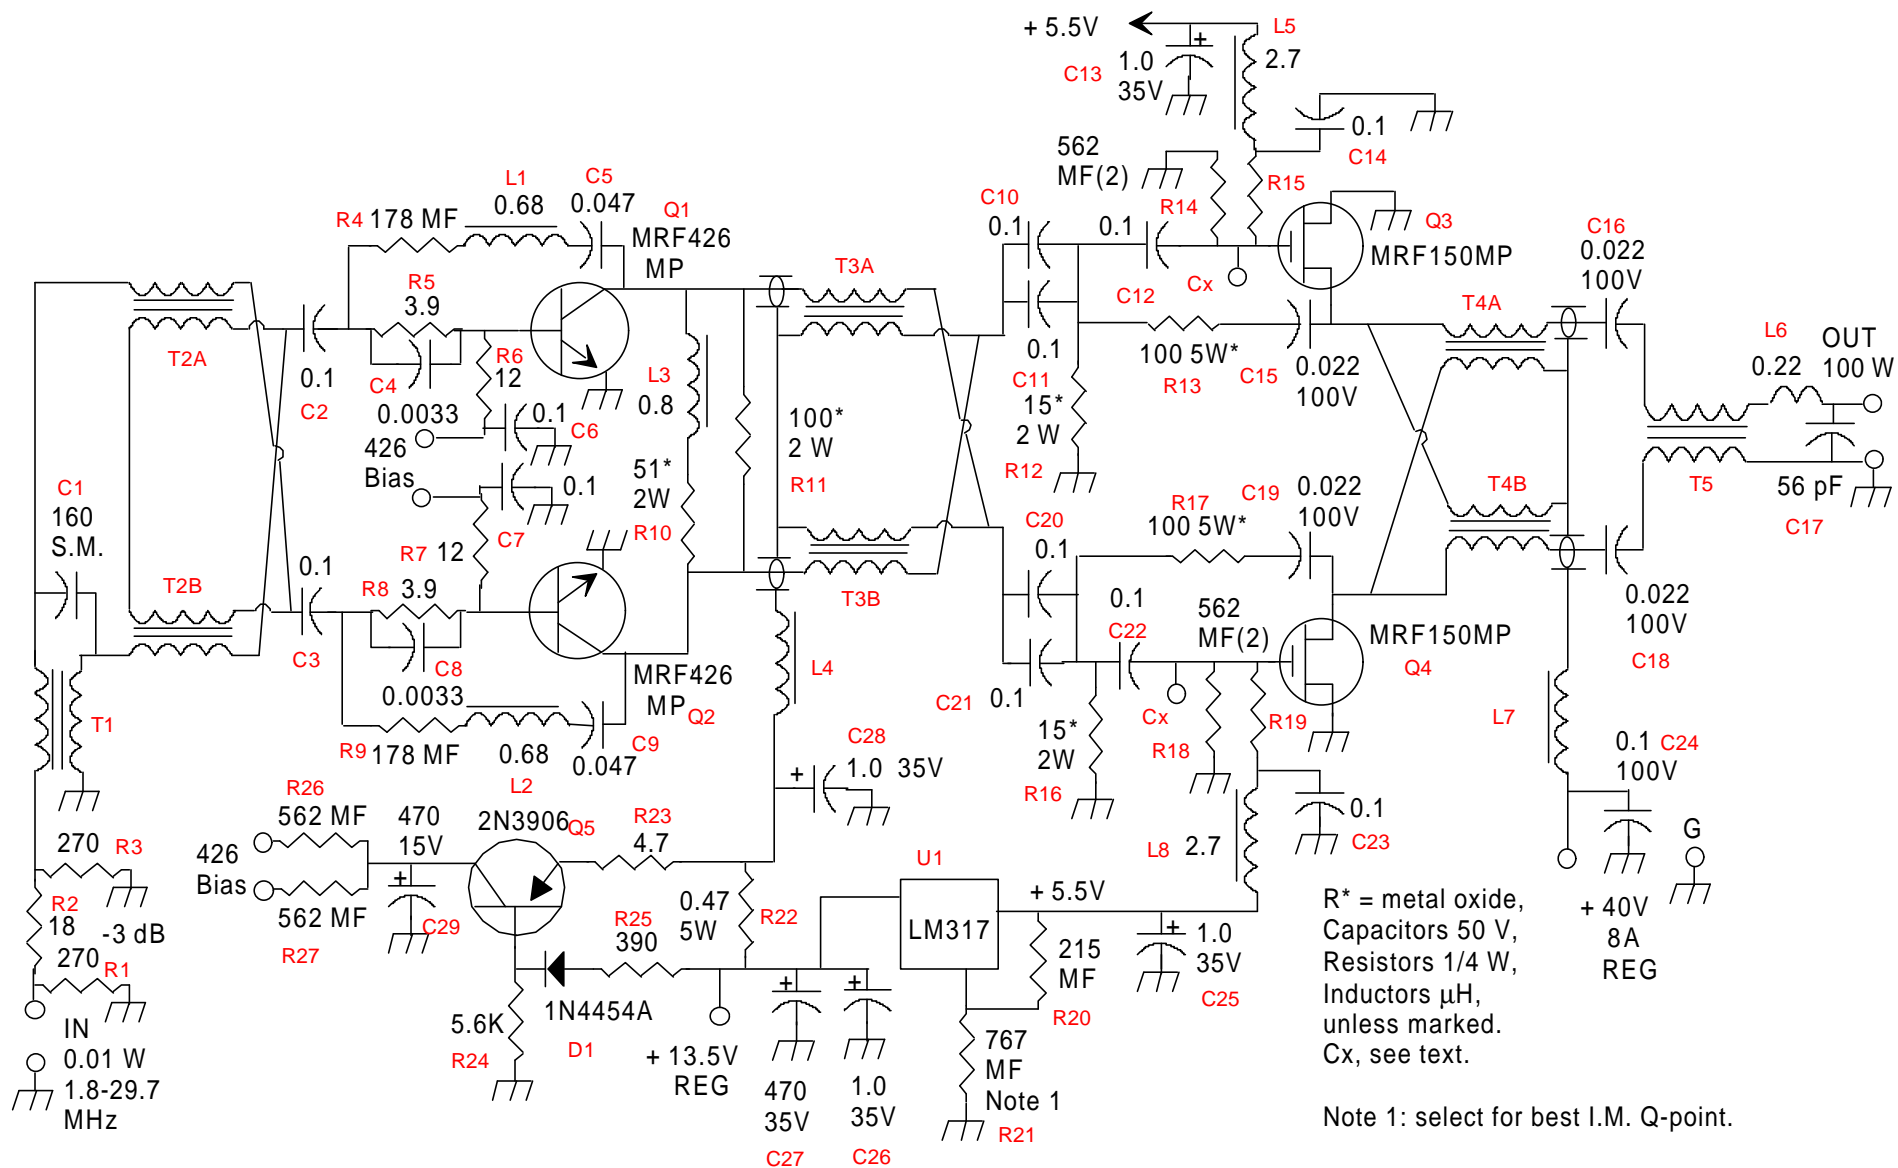 + 5.5V
L5
2.7
C13
1.0
35V
0.1
C14
562
MF(2)
R15
R14
L1
0.68
C5
0.047
R4
178 MF
Q1
MRF426
MP
C10
0.1
0.1
Q3
MRF150MP
C16
0.022
100V
T3A
Cx
C12
R5
3.9
T4A
T2A
R6
12
L3
0.8
0.1
C11
100 5W*
R13
C15
0.022
100V
L6
0.22
OUT
100 W
0.1
C2
C4
0.0033
0.1
C6
426
Bias
100*
2 W
R11
15*
2 W
R12
51*
2W
R10
0.1
C7
C1
160
S.M.
C19
0.022
100V
R17
100 5W*
T4B
T5
56 pF
C17
C20
0.1
R7
12
0.1
R8
3.9
T2B
T3B
0.1
C22
562
MF(2)
MRF150MP
Q4
0.022
100V
C18
C3
C8
0.0033
MRF426
MP
Q2
L4
C21
0.1
Cx
R18
R19
L7
T1
R9
178 MF
0.68
L2
C9
0.047
15*
2W
R16
C28
1.0 35V
0.1
100V
C24
R26
562 MF
470
15V
2N3906
Q5
R23
4.7
0.1
C23
L8
2.7
G
270
R3
426
Bias
562 MF
R27
C29
U1
LM317
+ 5.5V
R2
18
-3 dB
R25
390
0.47
5W
R22
270
R1
1N4454A
D1
5.6K
R24
215
MF
R20
1.0
35V
C25
+ 40V
8A
REG
R* = metal oxide,
Capacitors 50 V,
Resistors 1/4 W,
Inductors μH,
unless marked.
Cx, see text.
IN
0.01 W
1.8-29.7
MHz
+ 13.5V
REG
470
35V
C27
1.0
35V
C26
767
MF
Note 1
R21
Note 1: select for best I.M. Q-point.